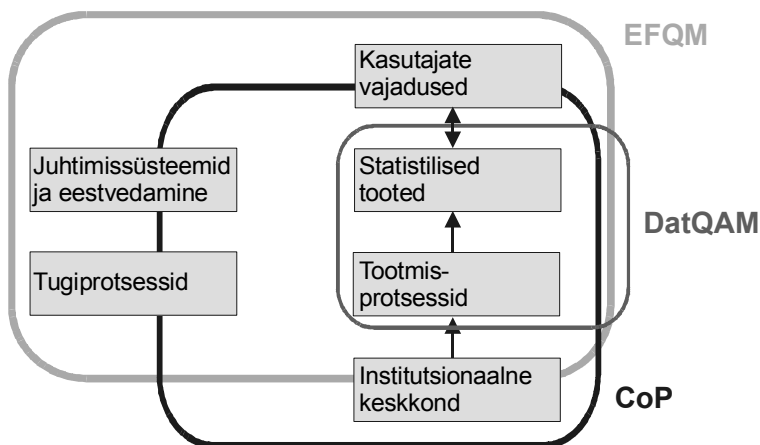 EFQM
Kasutajate
vajadused
Juhtimissüsteemid
ja eestvedamine
Statistilised
tooted
DatQAM
Tugiprotsessid
Tootmis-
protsessid
Institutsionaalne
keskkond
CoP